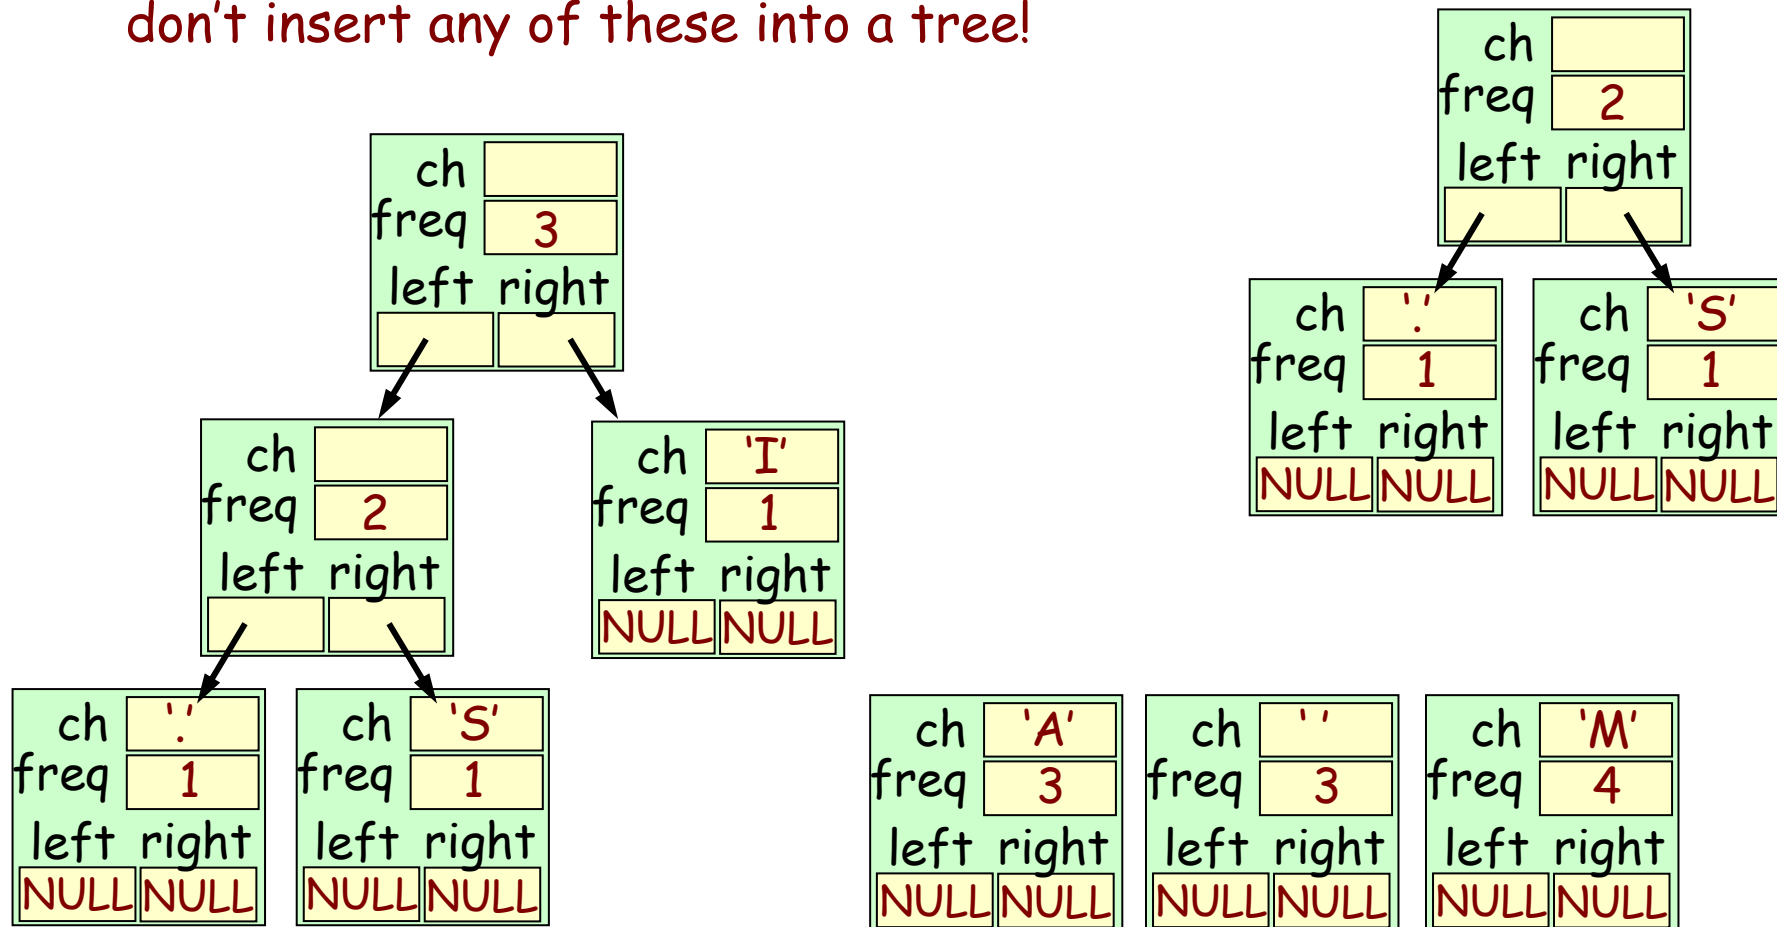 don't insert any of these into a tree!
ch
freq 2
left right
ch
freq 3
left right
ch '.'
freq 1
left right
NULL NULL
ch 'S'
freq 1
left right
NULL NULL
ch
freq 2
left right
ch 'I'
freq 1
left right
NULL NULL
ch '.'
freq 1
left right
NULL NULL
ch 'S'
freq 1
left right
NULL NULL
ch 'A'
freq 3
left right
NULL NULL
ch ' '
freq 3
left right
NULL NULL
ch 'M'
freq 4
left right
NULL NULL